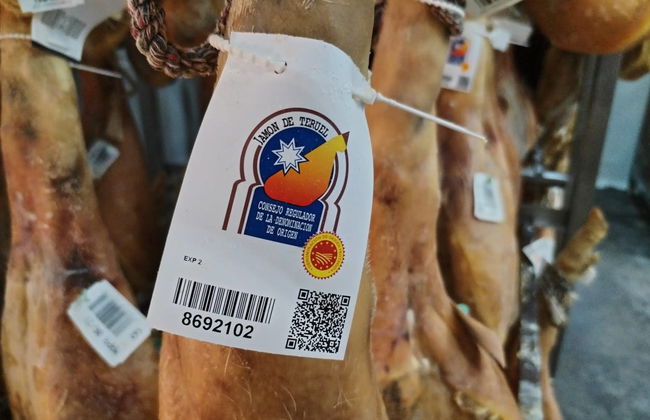 JAMON DE TERUEL
CONSEJO REGULADOR
DE LA DENOMINACION
DE ORIGEN
EXP 2
8692102